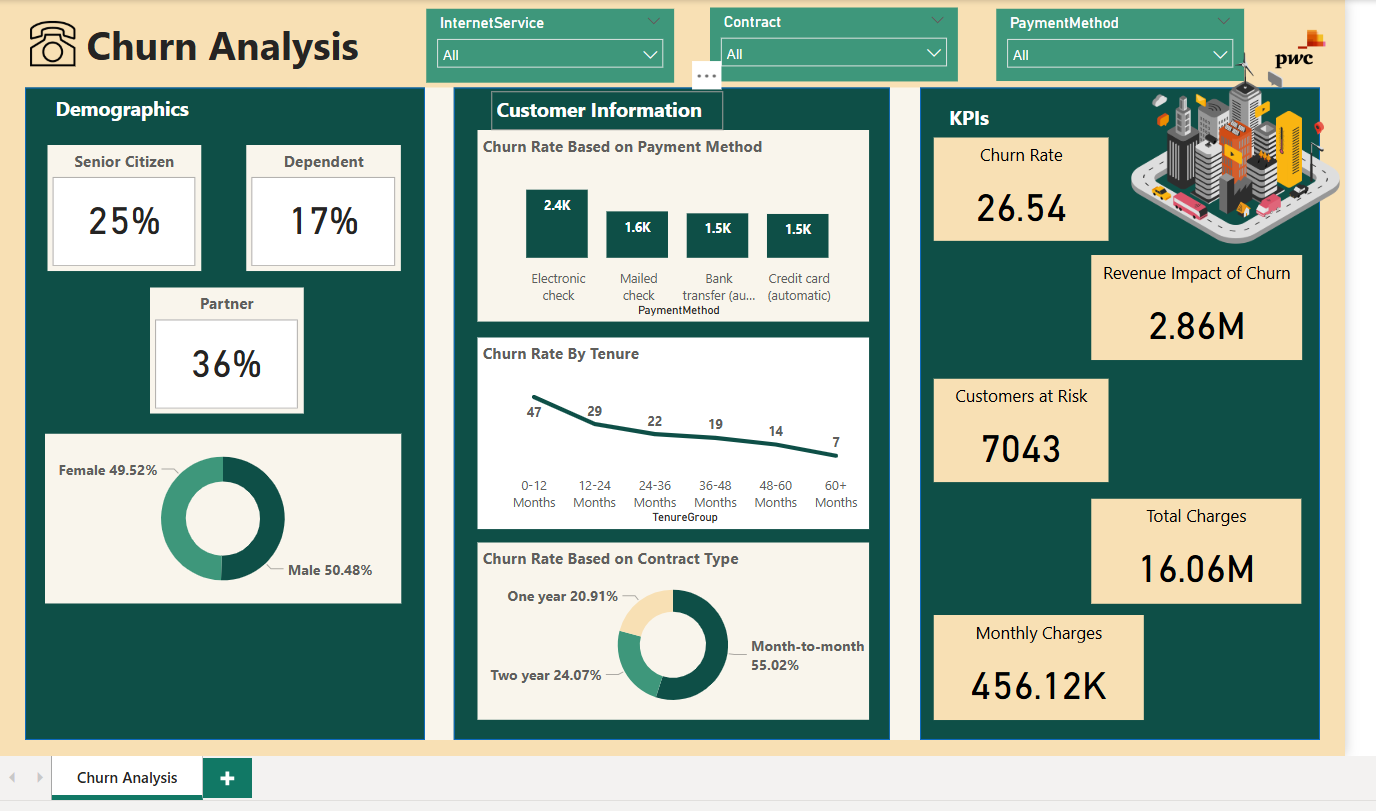 Churn Analysis
InternetService
All
Contract
All
PaymentMethod
All
pwc
Demographics
Senior Citizen
25%
Dependent
17%
Partner
36%
Female 49.52%
Male 50.48%
Customer Information
Churn Rate Based on Payment Method
2.4K
1.6K
1.5K
1.5K
Electronic
check
Mailed
check
Bank
transfer (au...
Credit card
(automatic)
PaymentMethod
Churn Rate By Tenure
47
29
22
19
14
7
0-12
Months
12-24
Months
24-36
Months
36-48
Months
48-60
Months
60+
Months
TenureGroup
Churn Rate Based on Contract Type
One year 20.91%
Two year 24.07%
Month-to-month
55.02%
KPIs
Churn Rate
26.54
Revenue Impact of Churn
2.86M
Customers at Risk
7043
Total Charges
16.06M
Monthly Charges
456.12K
Churn Analysis